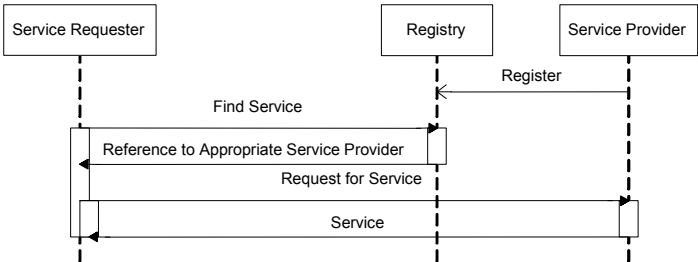 Service Requester
Registry
Service Provider
Register
Find Service
Reference to Appropriate Service Provider
Request for Service
Service